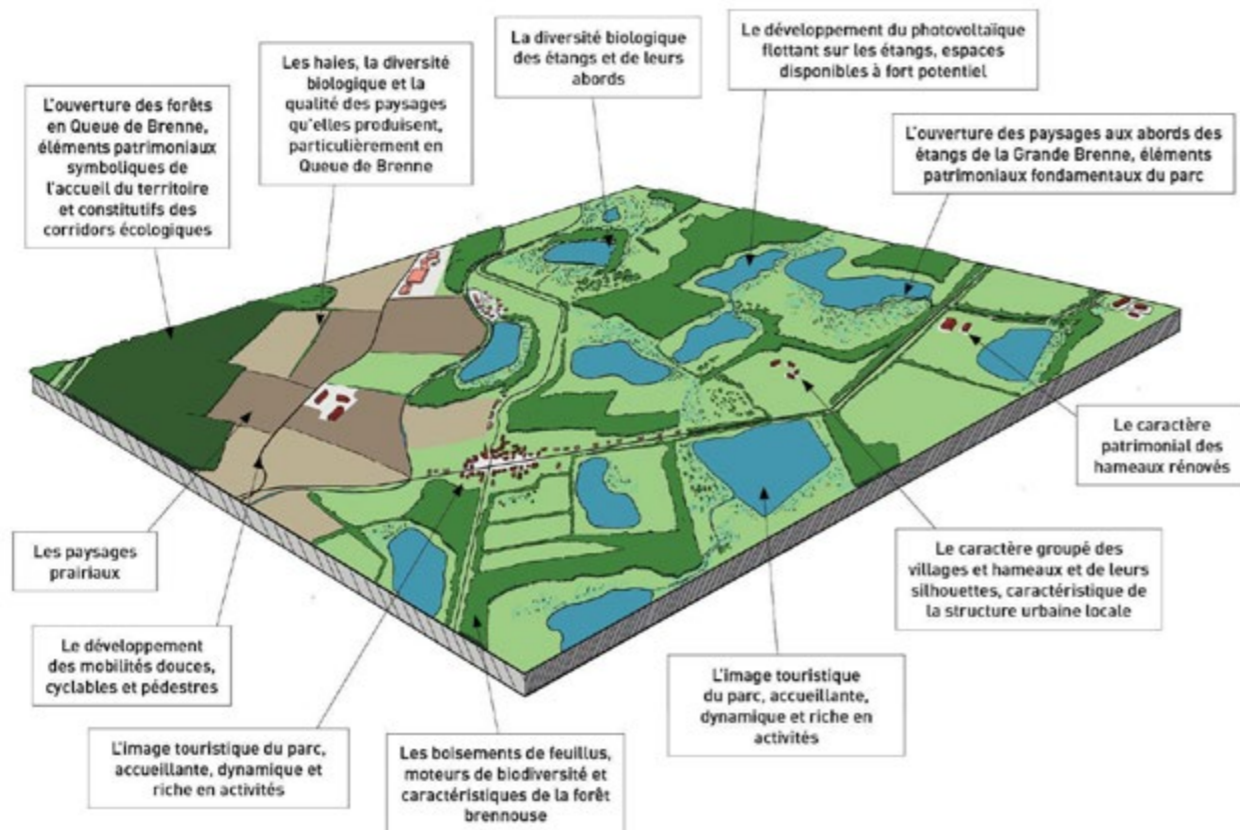 L'ouverture des forêts
en Queue de Brenne,
éléments patrimoniaux
symboliques de
l'accueil du territoire
et constitutifs des
corridors écologiques
Les haies, la diversité
biologique et la
qualité des paysages
qu'elles produisent,
particulièrement en
Queue de Brenne
La diversité biologique
des étangs et de leurs
abords
Le développement du photovoltaïque
flottant sur les étangs, espaces
disponibles à fort potentiel
L'ouverture des paysages aux abords des
étangs de la Grande Brenne, éléments
patrimoniaux fondamentaux du parc
Le caractère
patrimonial des
hameaux rénovés
Les paysages
prairiaux
Le caractère groupé des
villages et hameaux et de leurs
silhouettes, caractéristique de
la structure urbaine locale
Le développement
des mobilités douces,
cyclables et pédestres
L'image touristique
du parc, accueillante,
dynamique et riche en
activités
L'image touristique du parc,
accueillante, dynamique et
riche en activités
Les boisements de feuillus,
moteurs de biodiversité et
caractéristiques de la forêt
brennouse